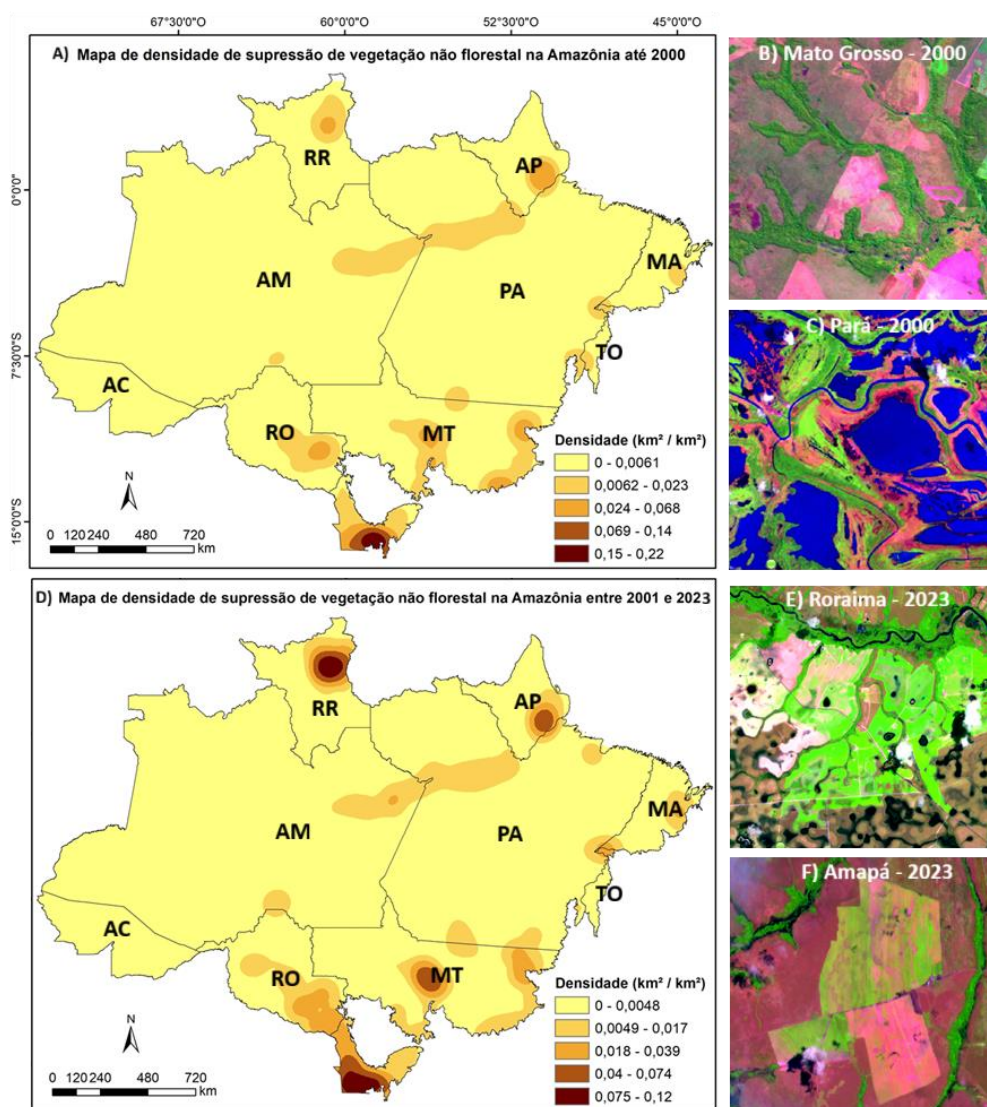 67°30'0"O 60°0'0"O 52°30'0"O 45°0'0"O
A) Mapa de densidade de supressão de vegetação não florestal na Amazônia até 2000
RR
AP
0°0'0"
AM
PA
MA
7°30'0"S
AC
TO
RO
MT
15°0'0"S
N
0 120 240 480 720
km
Densidade (km² / km²)
0 - 0,0061
0,0062 - 0,023
0,024 - 0,068
0,069 - 0,14
0,15 - 0,22
B) Mato Grosso - 2000
C) Pará - 2000
D) Mapa de densidade de supressão de vegetação não florestal na Amazônia entre 2001 e 2023
RR
AP
AM
PA
MA
AC
TO
RO
MT
N
0 120 240 480 720
km
Densidade (km² / km²)
0 - 0,0048
0,0049 - 0,017
0,018 - 0,039
0,04 - 0,074
0,075 - 0,12
E) Roraima - 2023
F) Amapá - 2023